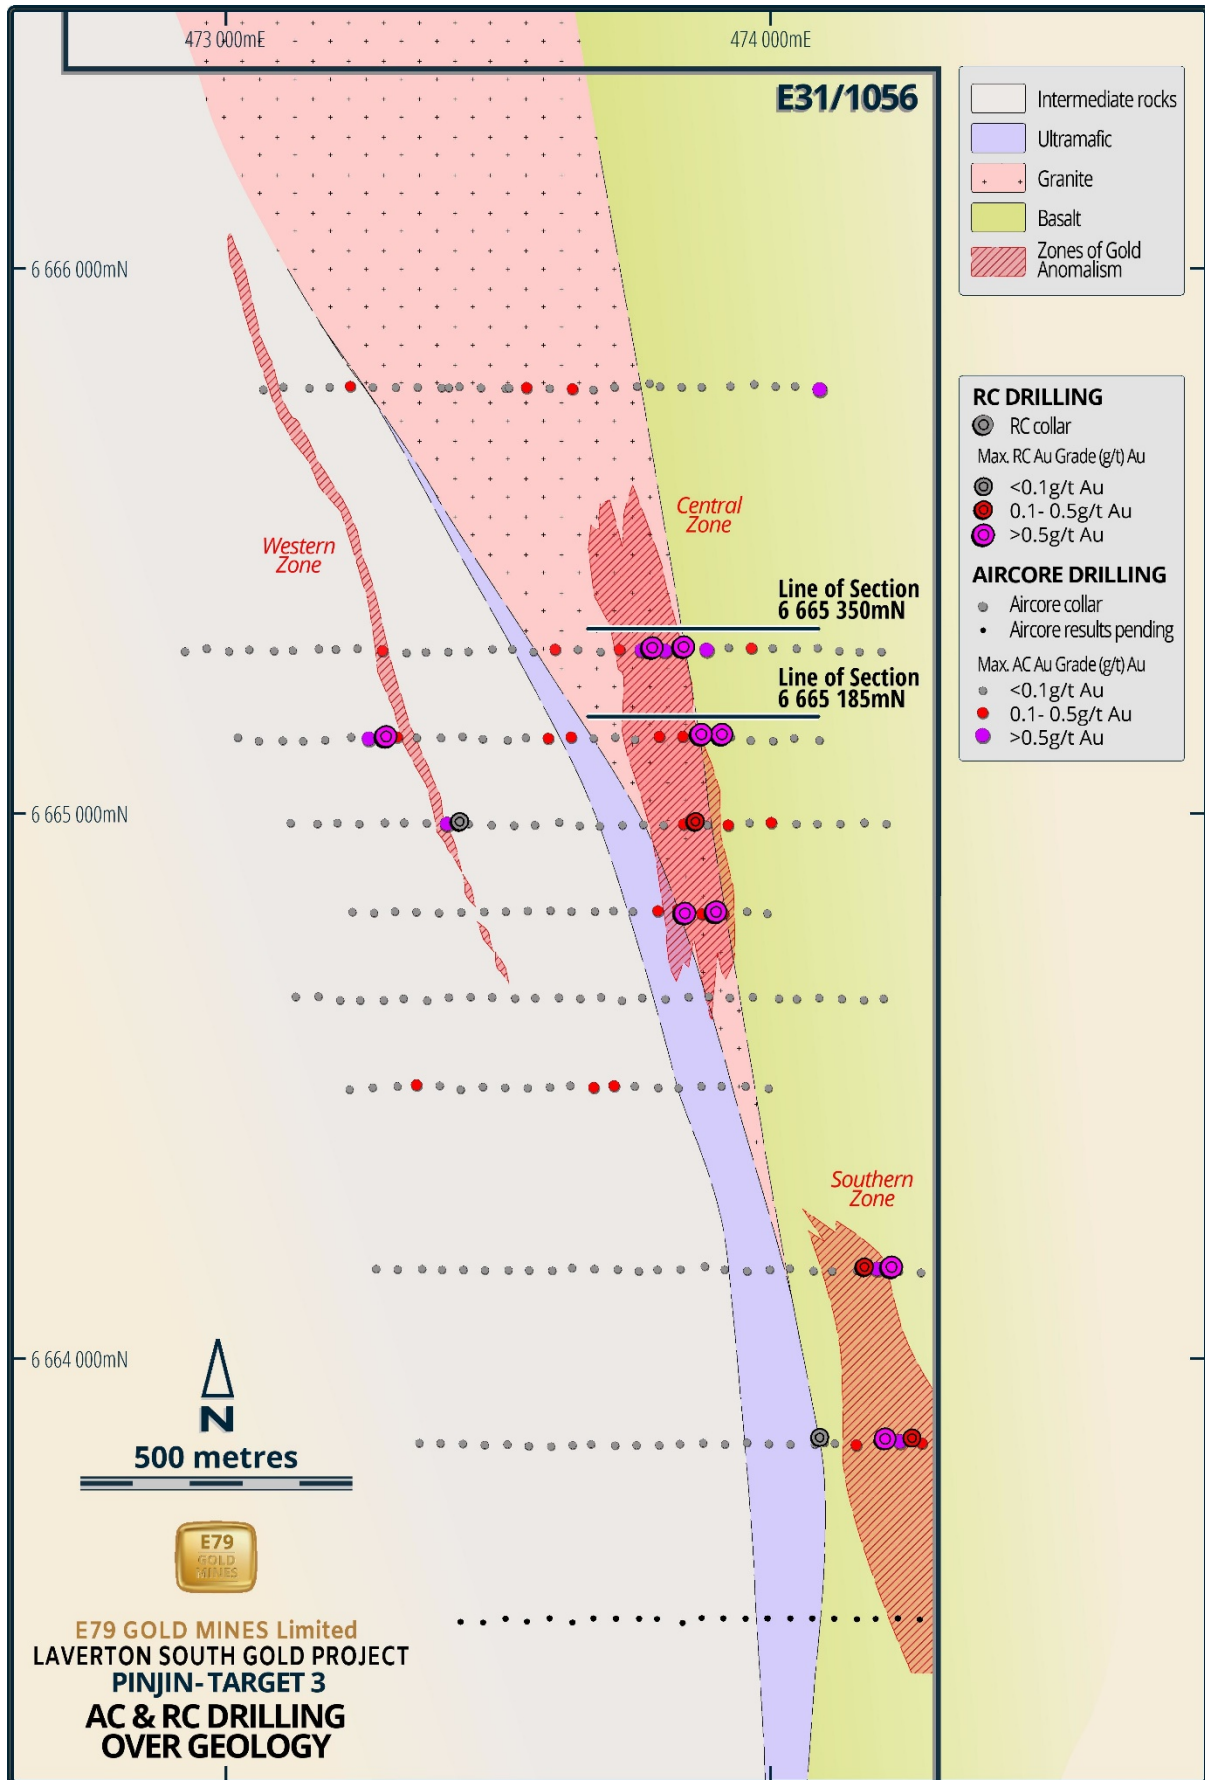 473 000mE
474 000mE
E31/1056
Intermediate rocks
Ultramafic
Granite
Basalt
Zones of Gold
Anomalism
6 666 000mN
RC DRILLING
RC collar
Max. RC Au Grade (g/t) Au
<0.1g/t Au
0.1- 0.5g/t Au
>0.5g/t Au
AIRCORE DRILLING
Aircore collar
Aircore results pending
Max. AC Au Grade (g/t) Au
<0.1g/t Au
0.1- 0.5g/t Au
>0.5g/t Au
Central
Zone
Western
Zone
Line of Section
6 665 350mN
Line of Section
6 665 185mN
6 665 000mN
Southern
Zone
6 664 000mN
N
500 metres
E79
GOLD
MINES
E79 GOLD MINES Limited
LAVERTON SOUTH GOLD PROJECT
PINJIN- TARGET 3
AC & RC DRILLING
OVER GEOLOGY